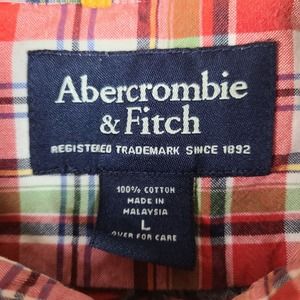 Abercrombie
& Fitch
REGISTERED TRADEMARK SINCE 1892
100% COTTON
MADE IN
MALAYSIA
L
OVER FOR CARE